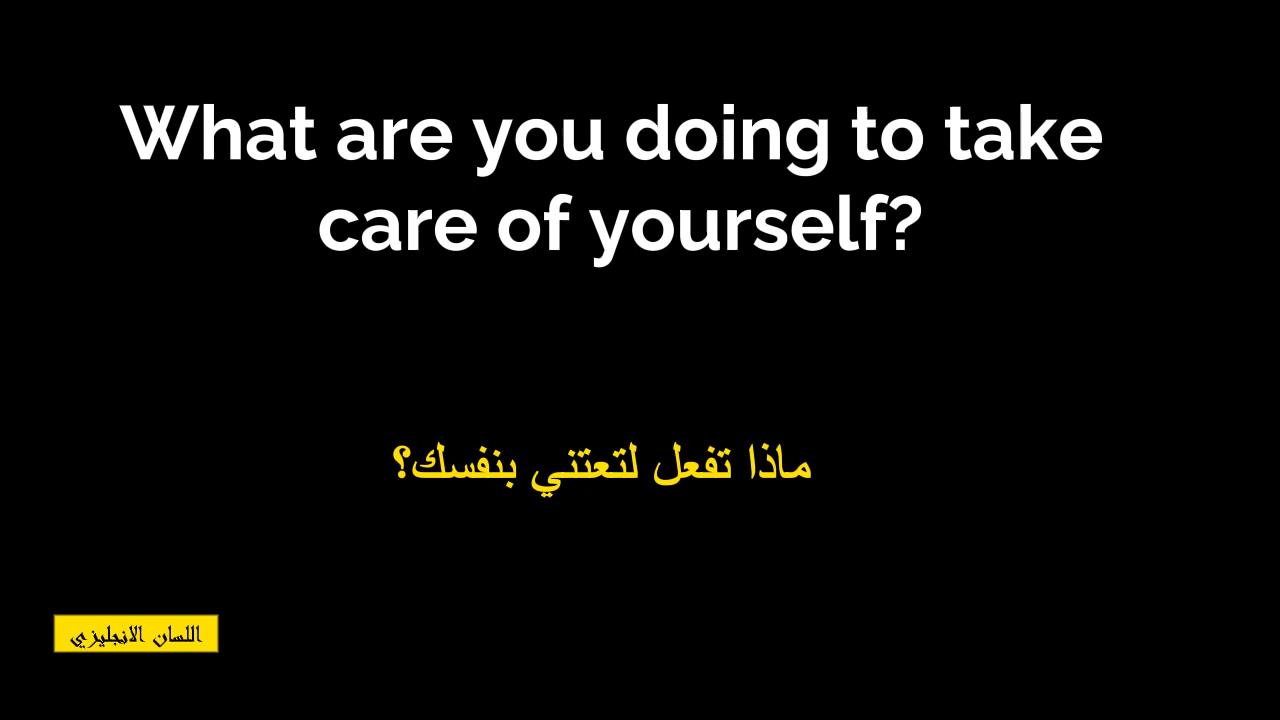 What are you doing to take
care of yourself?
ماذا تفعل لتعتني بنفسك؟
اللسان الانجليزي